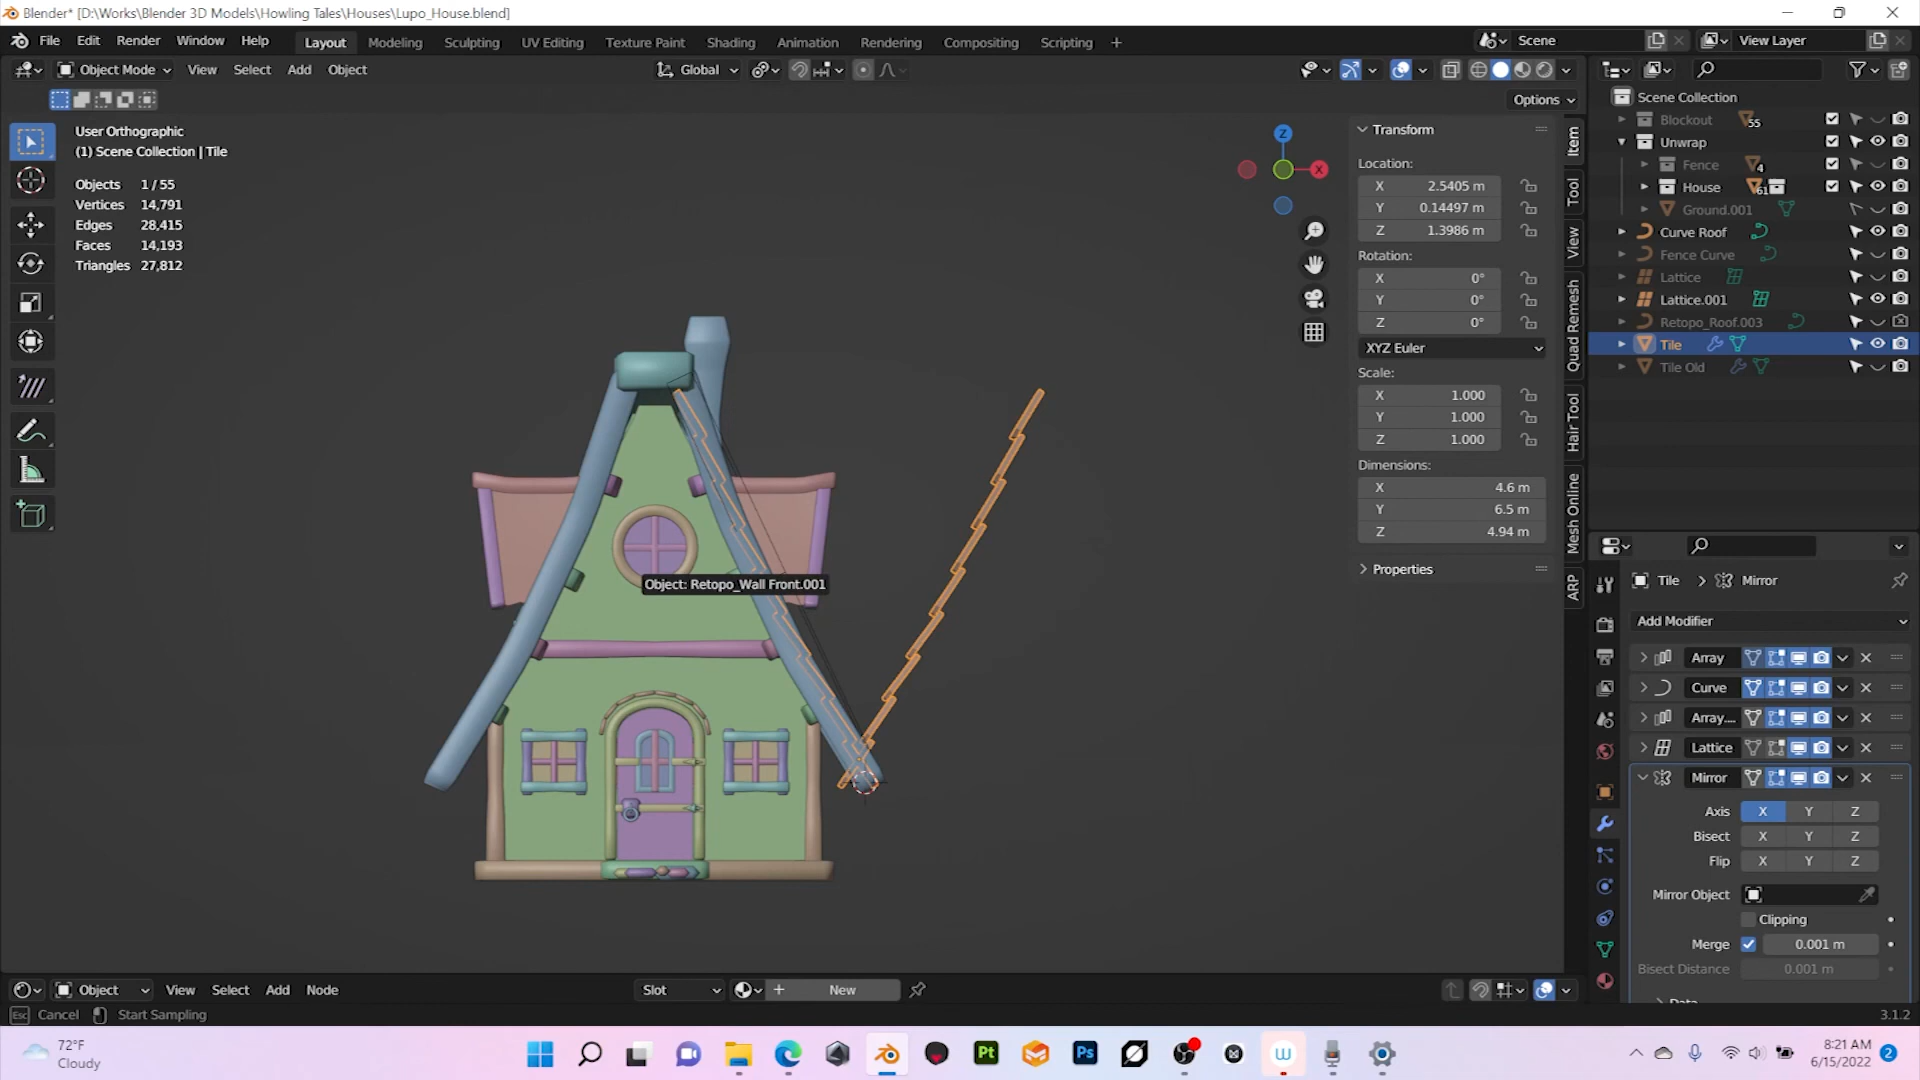 Blender* [D:\Works\Blender 3D Models\Howling Tales\Houses\Lupo_House.blend]
File Edit Render Window Help
Layout Modeling Sculpting UV Editing Texture Paint Shading Animation Rendering Compositing Scripting +
Scene
View Layer
Object Mode View Select Add Object
Global
Options
User Orthographic
(1) Scene Collection | Tile
Objects 1 / 55
Vertices 14,791
Edges 28,415
Faces 14,193
Triangles 27,812
Z
X
Object: Retopo_Wall Front.001
Transform
Location:
X 2.5405 m
Y 0.14497 m
Z 1.3986 m
Rotation:
X 0°
Y 0°
Z 0°
XYZ Euler
Scale:
X 1.000
Y 1.000
Z 1.000
Dimensions:
X 4.6 m
Y 6.5 m
Z 4.94 m
Properties
Item
Tool
View
Quad Remesh
Hair Tool
Mesh Online
ARP
Scene Collection
Blockout 55
Unwrap
Fence 4
House 61
Ground.001
Curve Roof
Fence Curve
Lattice
Lattice.001
Retopo_Roof.003
Tile
Tile Old
Tile > Mirror
Add Modifier
Array
Curve
Array....
Lattice
Mirror
Axis X Y Z
Bisect X Y Z
Flip X Y Z
Mirror Object
Clipping
Merge 0.001 m
Bisect Distance 0.001 m
Data
Object View Select Add Node
Slot
New
Esc Cancel Start Sampling
3.1.2
72°F
Cloudy
Pt
Ps
8:21 AM
6/15/2022
2